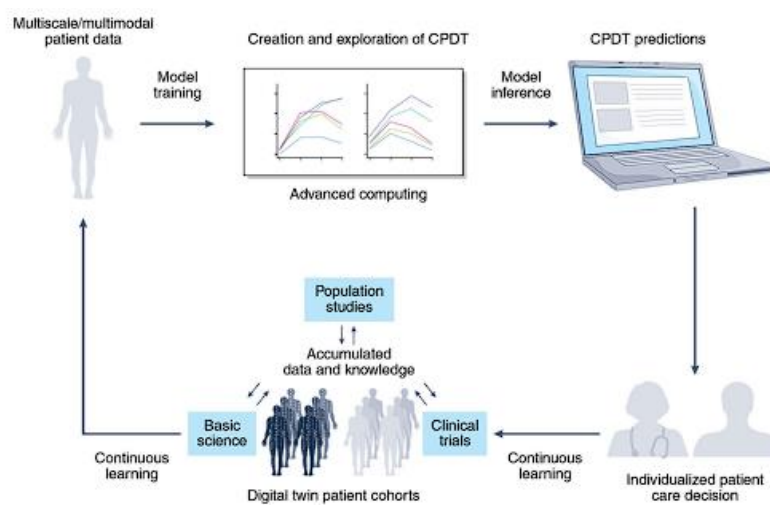 Multiscale/multimodal
patient data
Creation and exploration of CPDT
CPDT predictions
Model
training
Model
inference
Advanced computing
Population
studies
Accumulated
data and knowledge
Basic
science
Clinical
trials
Continuous
learning
Digital twin patient cohorts
Continuous
learning
Individualized patient
care decision